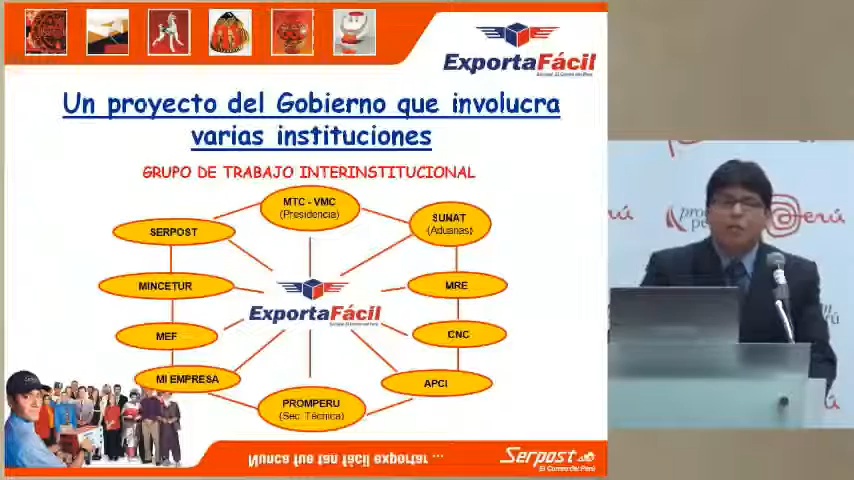 ExportaFácil
Un proyecto del Gobierno que involucra
varias instituciones
GRUPO DE TRABAJO INTERINSTITUCIONAL
MTC - VMC
(Presidencia)
SERPOST
SUNAT
(Aduanas)
MINCETUR
MRE
ExportaFácil
MEF
CNC
MI EMPRESA
APCI
PROMPERU
(Sec. Técnica)
Nunca fue tan fácil exportar ...
Serpost
El Correo del Perú
Perú